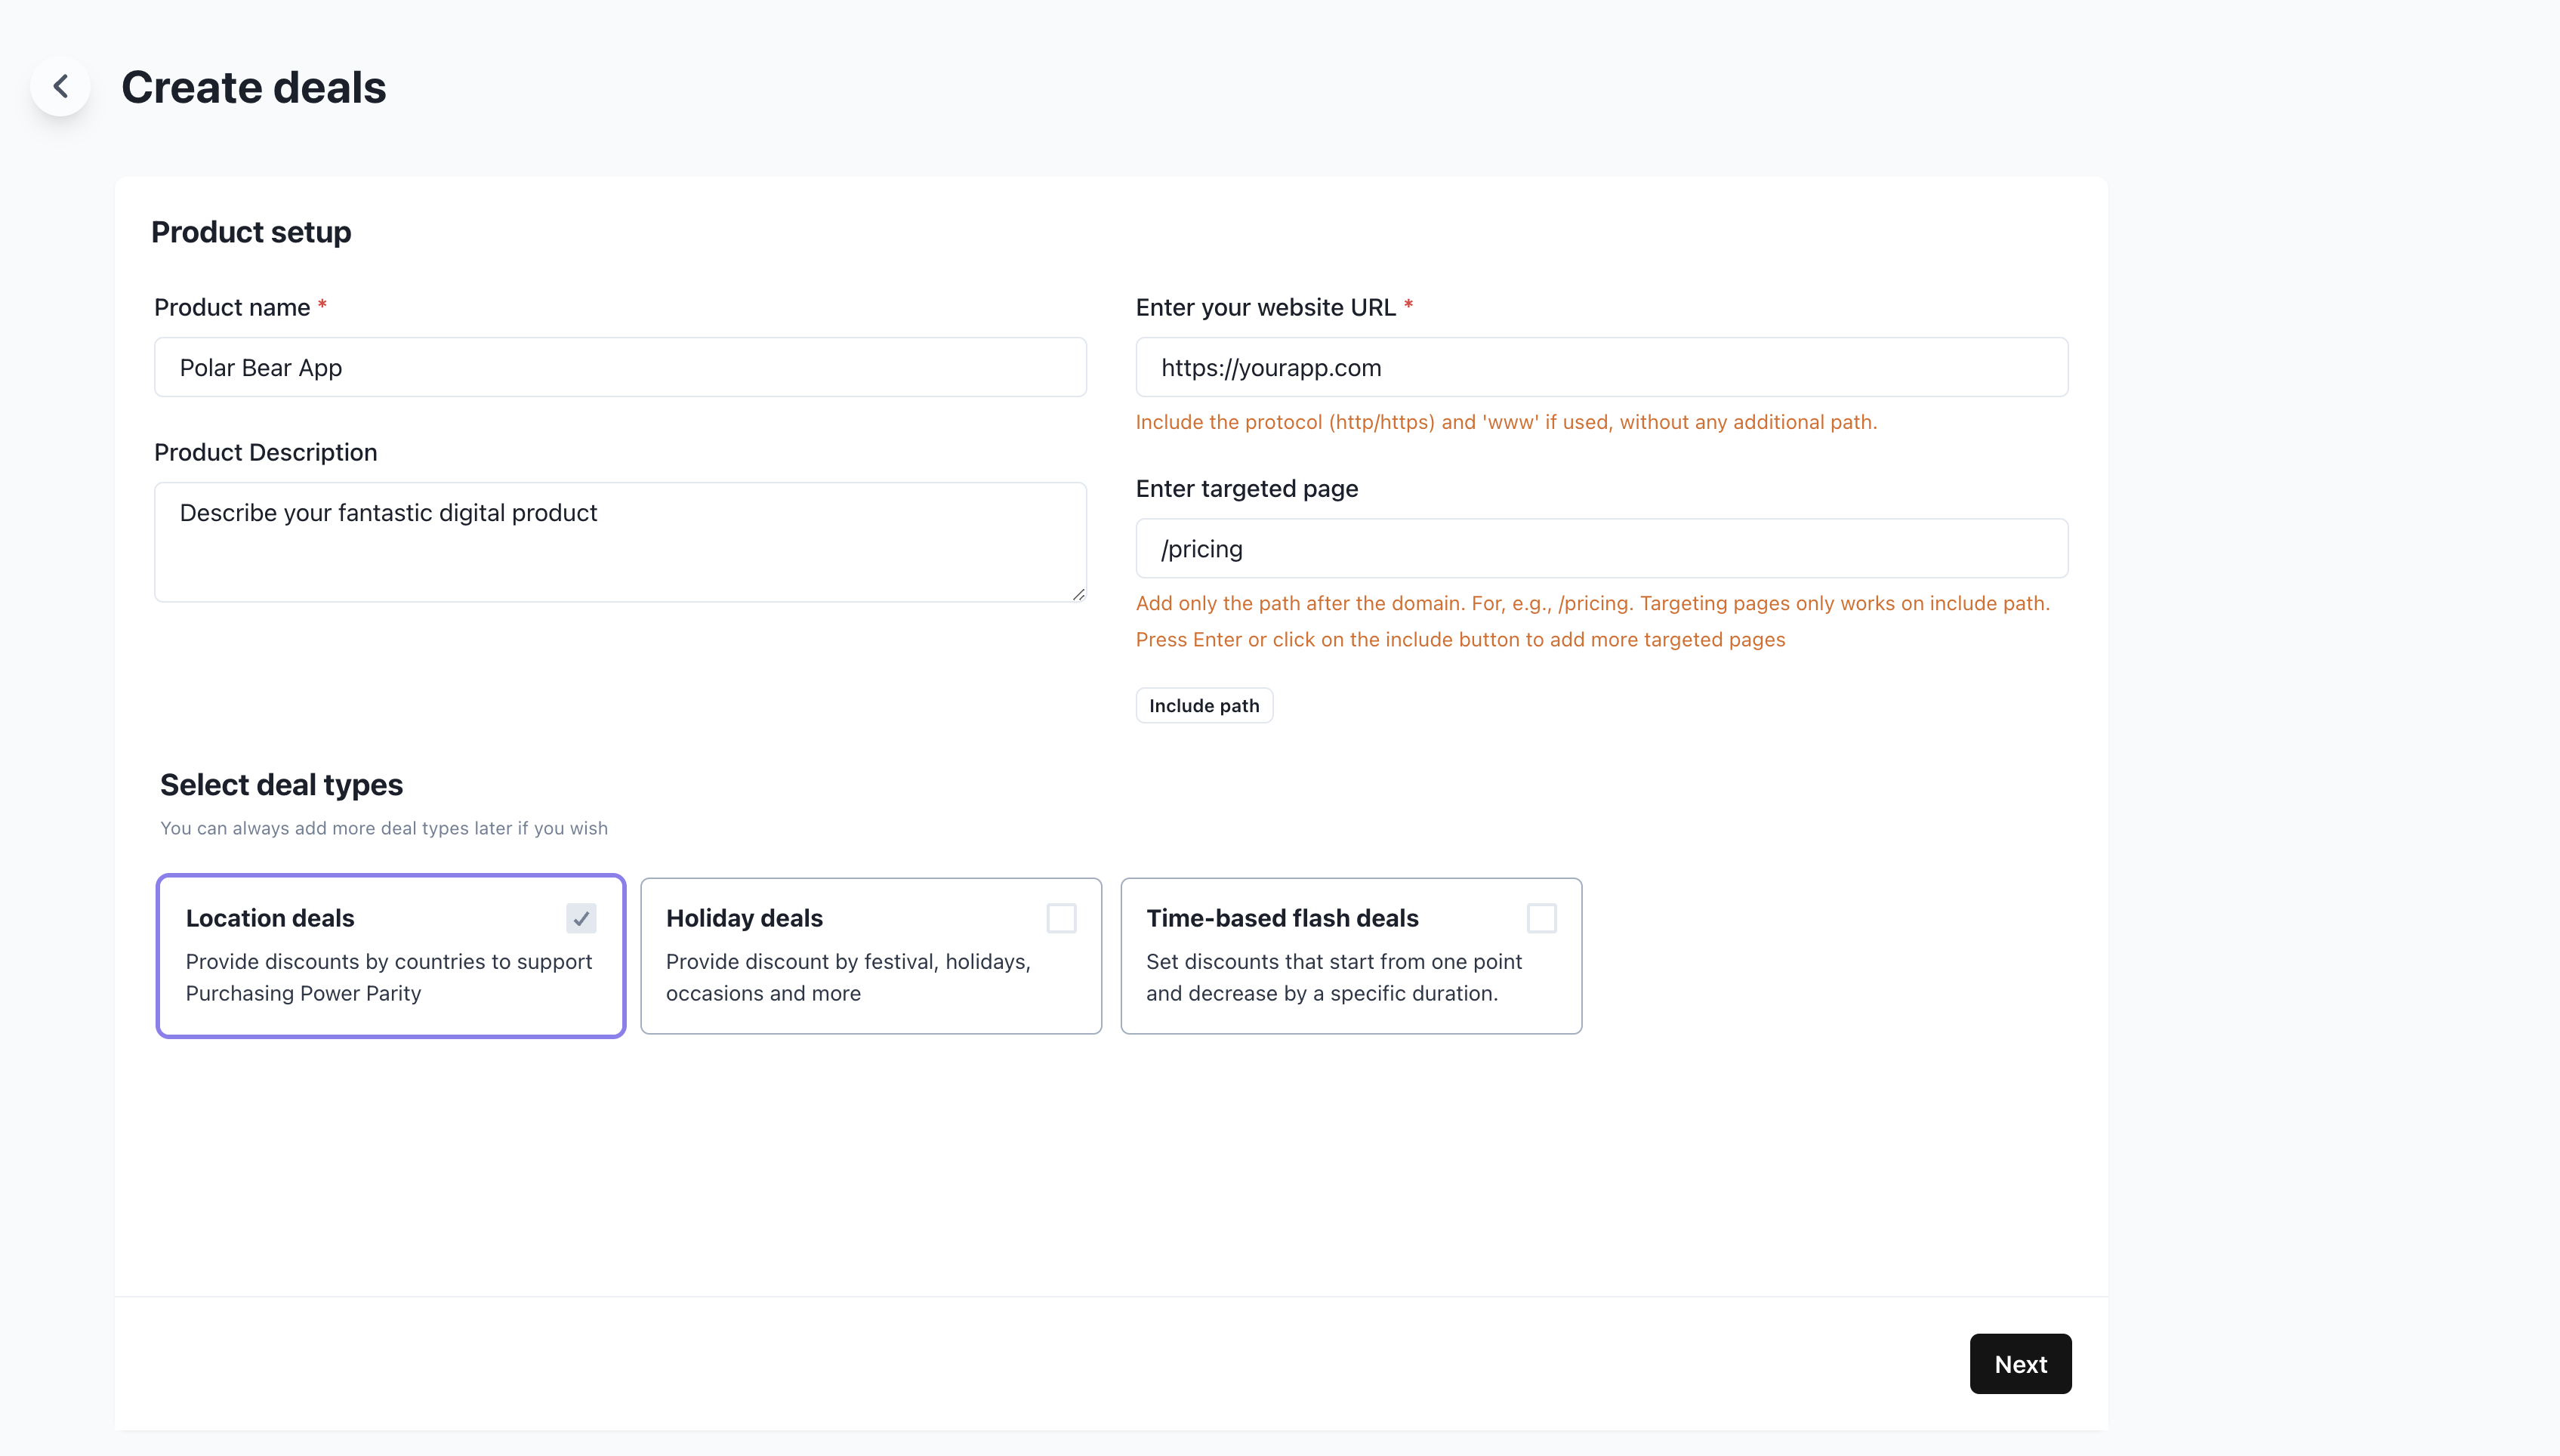 Create deals
Product setup
Product name *
Polar Bear App
Product Description
Describe your fantastic digital product
Enter your website URL *
https://yourapp.com
Include the protocol (http/https) and 'www' if used, without any additional path.
Enter targeted page
/pricing
Add only the path after the domain. For, e.g., /pricing. Targeting pages only works on include path.
Press Enter or click on the include button to add more targeted pages
Include path
Select deal types
You can always add more deal types later if you wish
Location deals
Provide discounts by countries to support
Purchasing Power Parity
Holiday deals
Provide discount by festival, holidays,
occasions and more
Time-based flash deals
Set discounts that start from one point
and decrease by a specific duration.
Next